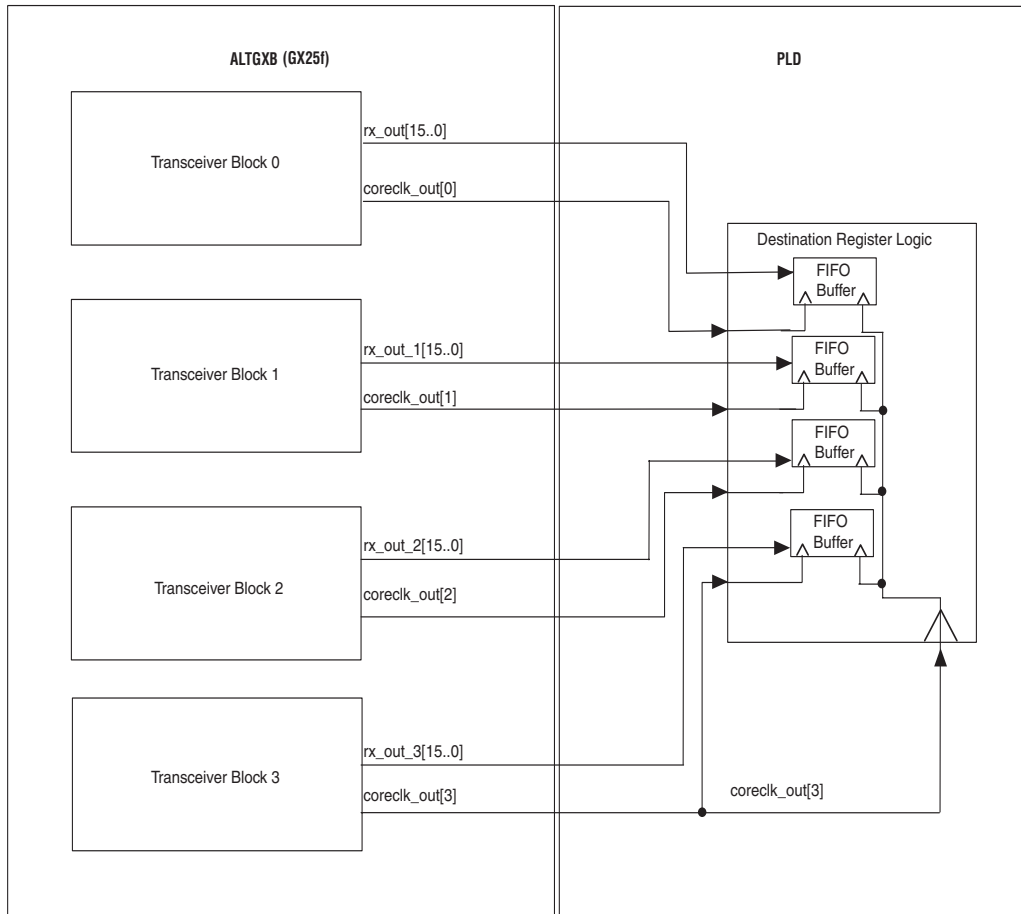 ALTGXB (GX25f)
PLD
Transceiver Block 0
rx_out[15..0]
coreclk_out[0]
Destination Register Logic
FIFO
Buffer
Transceiver Block 1
rx_out_1[15..0]
coreclk_out[1]
FIFO
Buffer
FIFO
Buffer
Transceiver Block 2
rx_out_2[15..0]
coreclk_out[2]
FIFO
Buffer
Transceiver Block 3
rx_out_3[15..0]
coreclk_out[3]
coreclk_out[3]